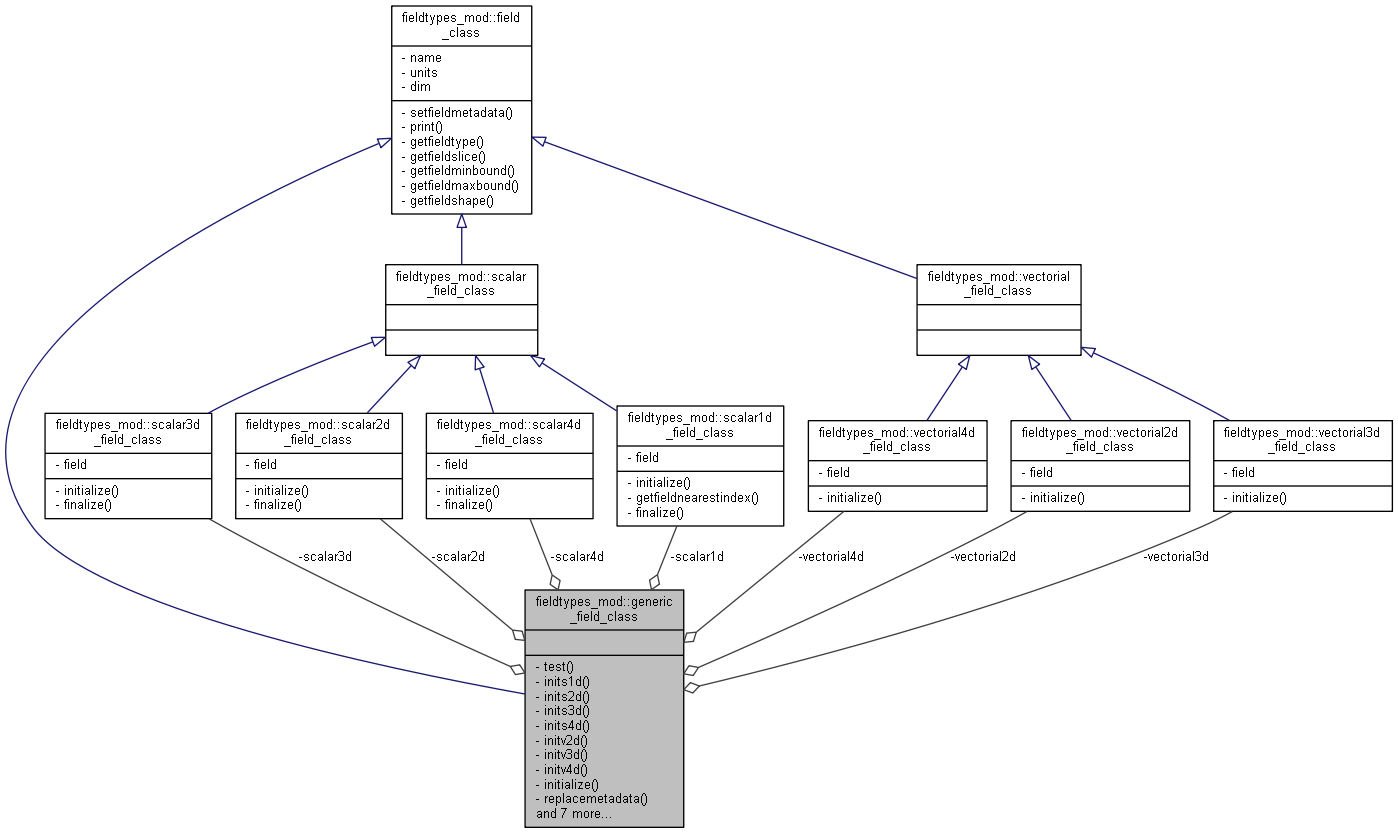 fieldtypes_mod::field
_class
- name
- units
- dim
- setfieldmetadata()
- print()
- getfieldtype()
- getfieldslice()
- getfieldminbound()
- getfieldmaxbound()
- getfieldshape()
fieldtypes_mod::scalar
_field_class
fieldtypes_mod::vectorial
_field_class
fieldtypes_mod::scalar3d
_field_class
- field
- initialize()
- finalize()
fieldtypes_mod::scalar2d
_field_class
- field
- initialize()
- finalize()
fieldtypes_mod::scalar4d
_field_class
- field
- initialize()
- finalize()
fieldtypes_mod::scalar1d
_field_class
- field
- initialize()
- getfieldnearestindex()
- finalize()
fieldtypes_mod::vectorial4d
_field_class
- field
- initialize()
fieldtypes_mod::vectorial2d
_field_class
- field
- initialize()
fieldtypes_mod::vectorial3d
_field_class
- field
- initialize()
-scalar3d
-scalar2d
-scalar4d
-scalar1d
-vectorial4d
-vectorial2d
-vectorial3d
fieldtypes_mod::generic
_field_class
- test()
- inits1d()
- inits2d()
- inits3d()
- inits4d()
- initv2d()
- initv3d()
- initv4d()
- initialize()
- replacemetadata()
and 7 more...